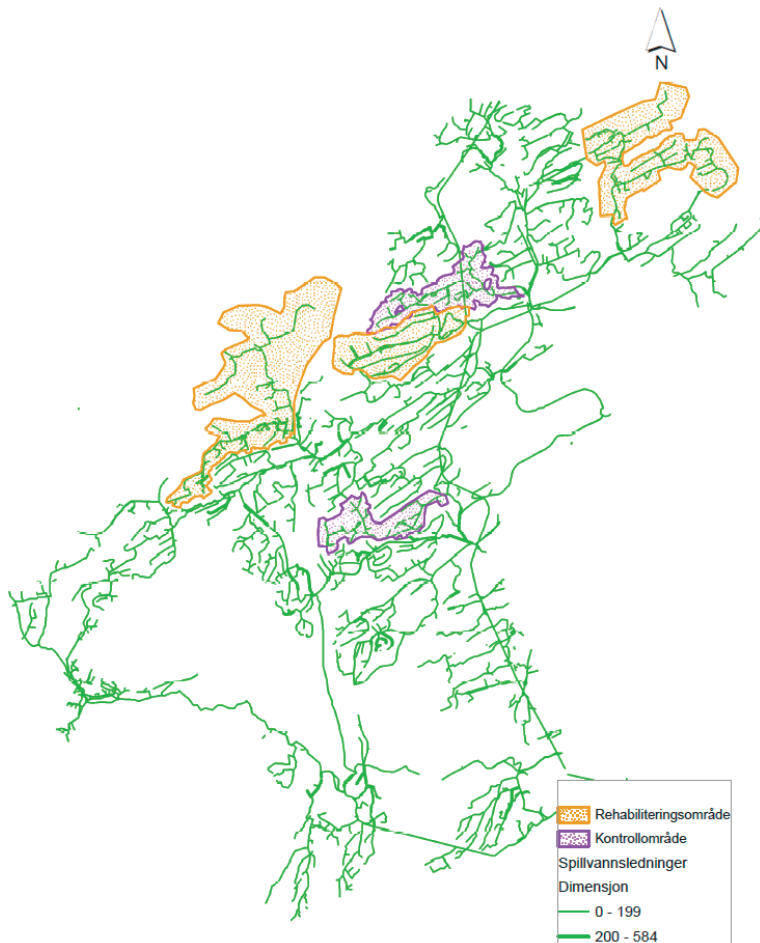 N
Rehabiliteringsområde
Kontrollområde
Spillvannsledninger
Dimensjon
0 - 199
200 - 584